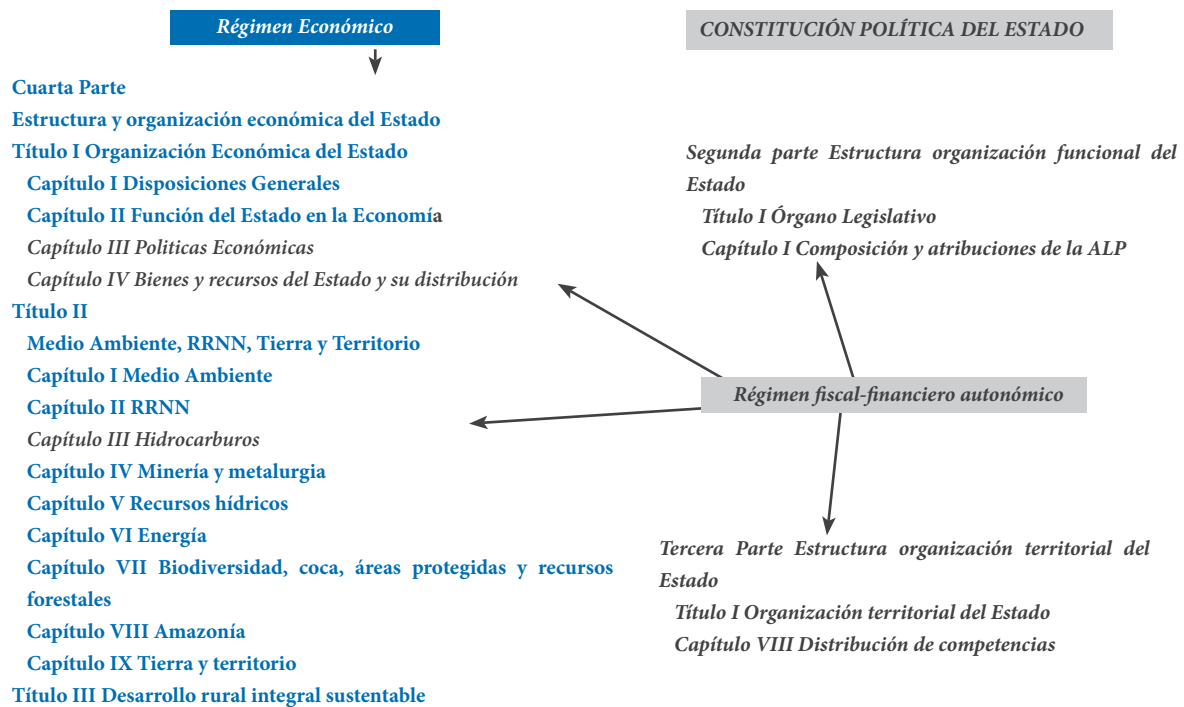 Régimen Económico
Cuarta Parte
Estructura y organización económica del Estado
Título I Organización Económica del Estado
Capítulo I Disposiciones Generales
Capítulo II Función del Estado en la Economía
Capítulo III Politicas Económicas
Capítulo IV Bienes y recursos del Estado y su distribución
Título II
Medio Ambiente, RRNN, Tierra y Territorio
Capítulo I Medio Ambiente
Capítulo II RRNN
Capítulo III Hidrocarburos
Capítulo IV Minería y metalurgia
Capítulo V Recursos hídricos
Capítulo VI Energía
Capítulo VII Biodiversidad, coca, áreas protegidas y recursos
forestales
Capítulo VIII Amazonía
Capítulo IX Tierra y territorio
Título III Desarrollo rural integral sustentable
CONSTITUCIÓN POLÍTICA DEL ESTADO
Segunda parte Estructura organización funcional del
Estado
Título I Órgano Legislativo
Capítulo I Composición y atribuciones de la ALP
Régimen fiscal-financiero autonómico
Tercera Parte Estructura organización territorial del
Estado
Título I Organización territorial del Estado
Capítulo VIII Distribución de competencias